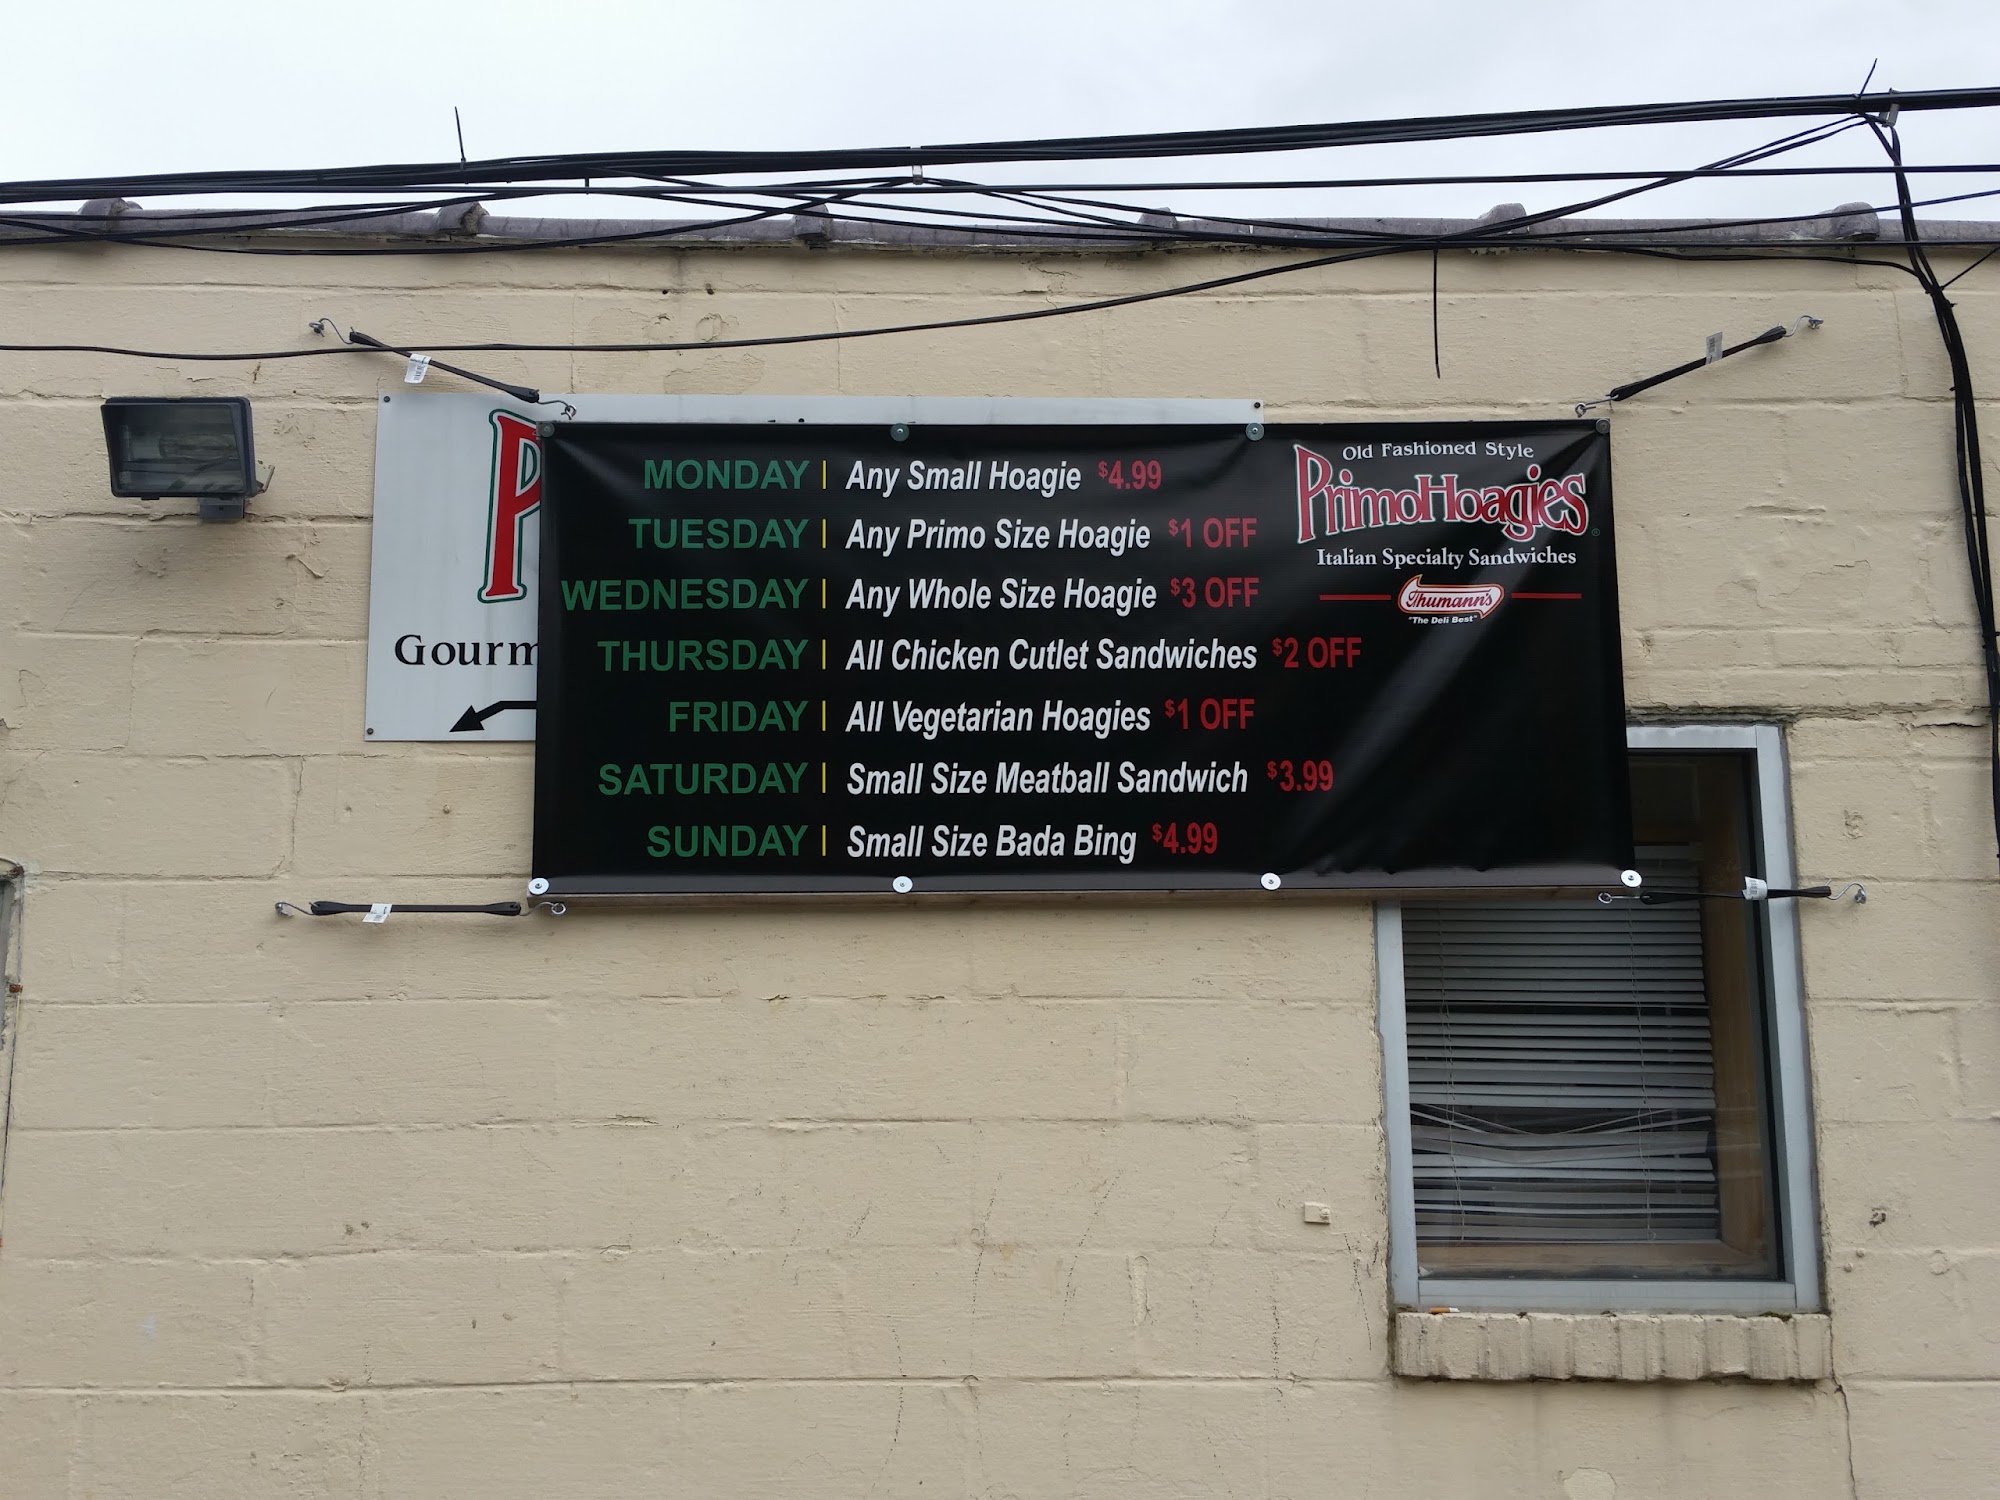 MONDAY | Any Small Hoagie $4.99
TUESDAY | Any Primo Size Hoagie $1 OFF
WEDNESDAY | Any Whole Size Hoagie $3 OFF
THURSDAY | All Chicken Cutlet Sandwiches $2 OFF
FRIDAY | All Vegetarian Hoagies $1 OFF
SATURDAY | Small Size Meatball Sandwich $3.99
SUNDAY | Small Size Bada Bing $4.99
Old Fashioned Style
PrimoHoagies®
Italian Specialty Sandwiches
Thumann's
"The Deli Best"
P
Gourm